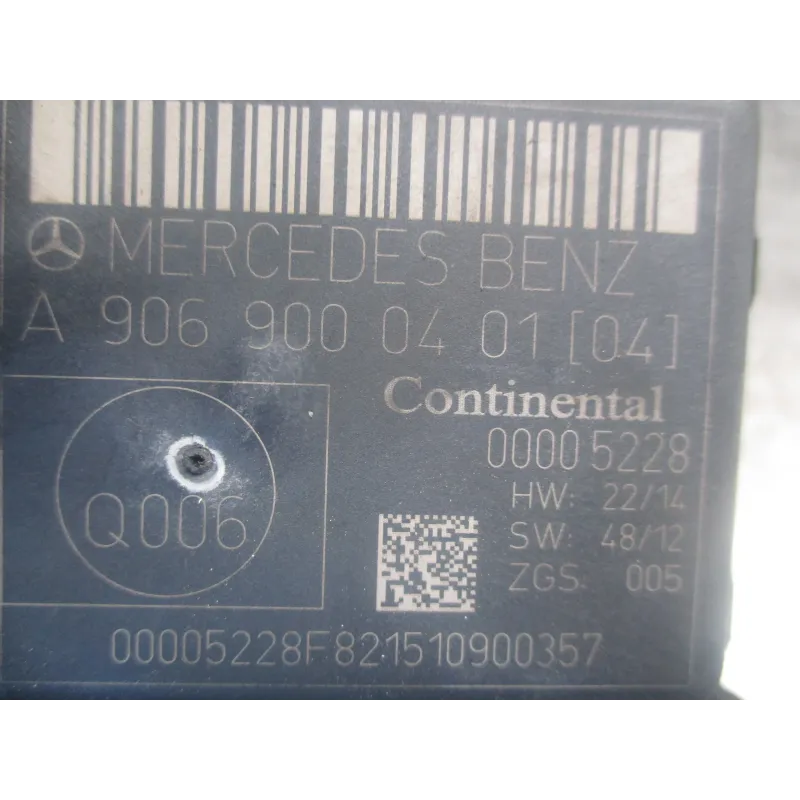 MERCEDES BENZ
A 906 900 04 01 [04]
Continental
00005228
HW: 22/14
SW: 48/12
ZGS: 005
Q006
00005228F821510900357